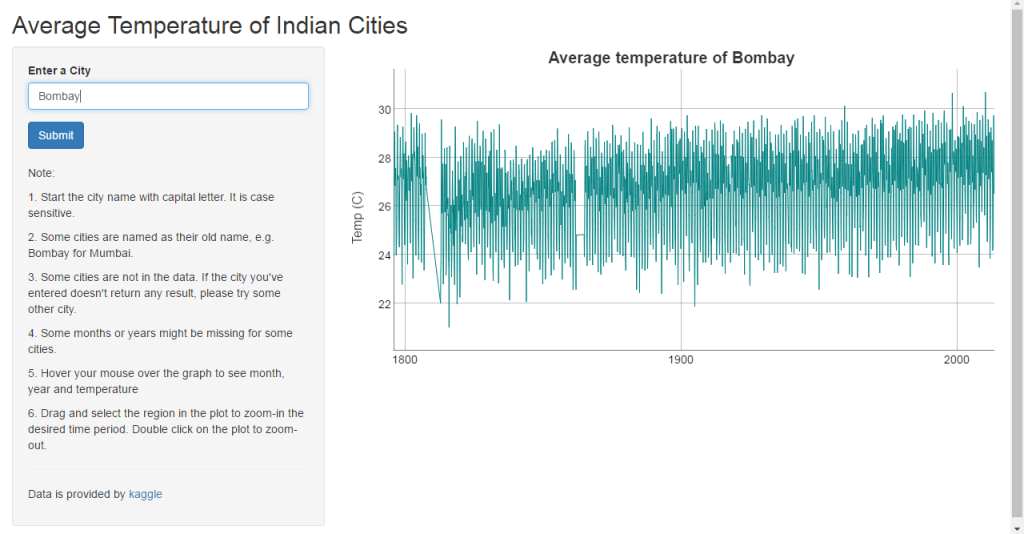 Average Temperature of Indian Cities
Enter a City
Bombay
Submit
Note:
1. Start the city name with capital letter. It is case
sensitive.
2. Some cities are named as their old name, e.g.
Bombay for Mumbai.
3. Some cities are not in the data. If the city you've
entered doesn't return any result, please try some
other city.
4. Some months or years might be missing for some
cities.
5. Hover your mouse over the graph to see month,
year and temperature
6. Drag and select the region in the plot to zoom-in the
desired time period. Double click on the plot to zoom-
out.
Data is provided by kaggle
Average temperature of Bombay
Temp (C)
30
28
26
24
22
1800 1900 2000